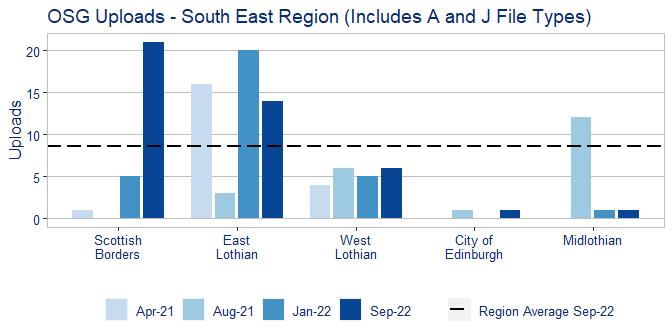 OSG Uploads - South East Region (Includes A and J File Types)
Uploads
20
15
10
5
0
Scottish
Borders
East
Lothian
West
Lothian
City of
Edinburgh
Midlothian
Apr-21
Aug-21
Jan-22
Sep-22
Region Average Sep-22